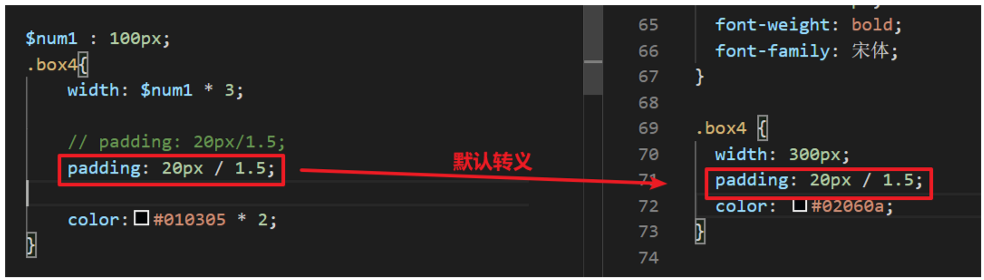 $num1 : 100px;
.box4{
width: $num1 * 3;
// padding: 20px/1.5;
padding: 20px / 1.5;
color: #010305 * 2;
}
默认转义
65 font-weight: bold;
66 font-family: 宋体;
67 }
68
69 .box4 {
70 width: 300px;
71 padding: 20px / 1.5;
72 color: #02060a;
73 }
74